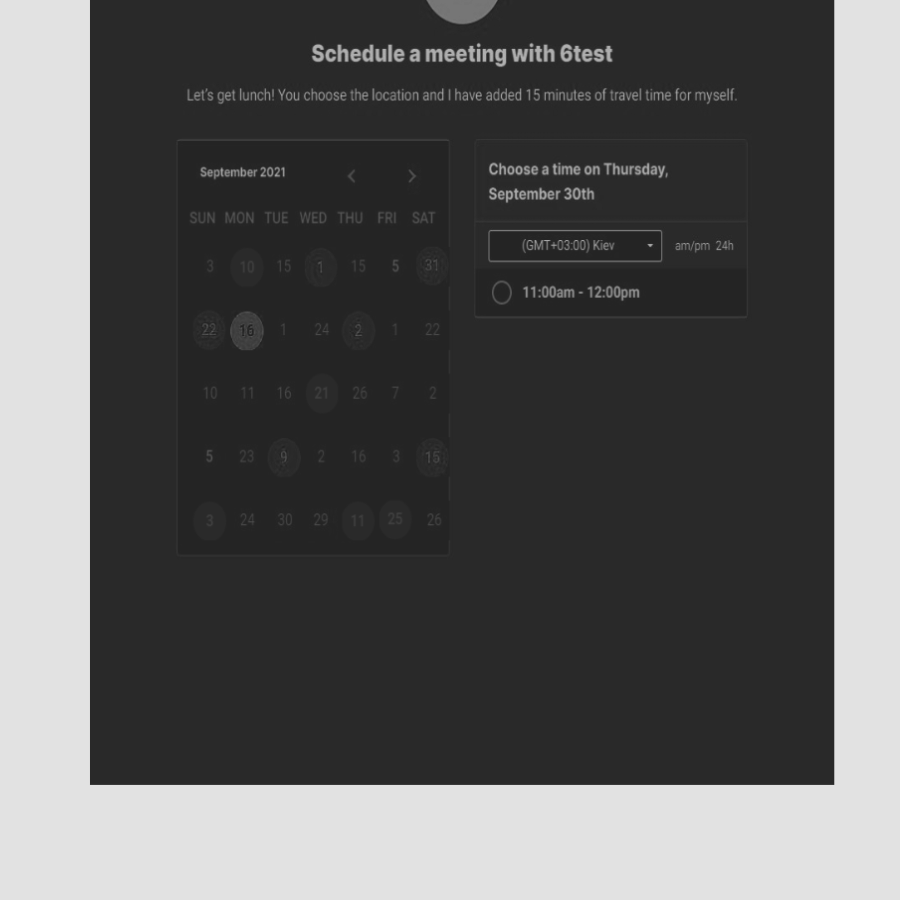 Schedule a meeting with 6test
Let's get lunch! You choose the location and I have added 15 minutes of travel time for myself.
September 2021
SUN MON TUE WED THU FRI SAT
3 10 15 1 15 5 31
22 16 1 24 2 1 22
10 11 16 21 26 7 2
5 23 9 2 16 3 15
3 24 30 29 11 25 26
Choose a time on Thursday,
September 30th
(GMT+03:00) Kiev am/pm 24h
11:00am - 12:00pm